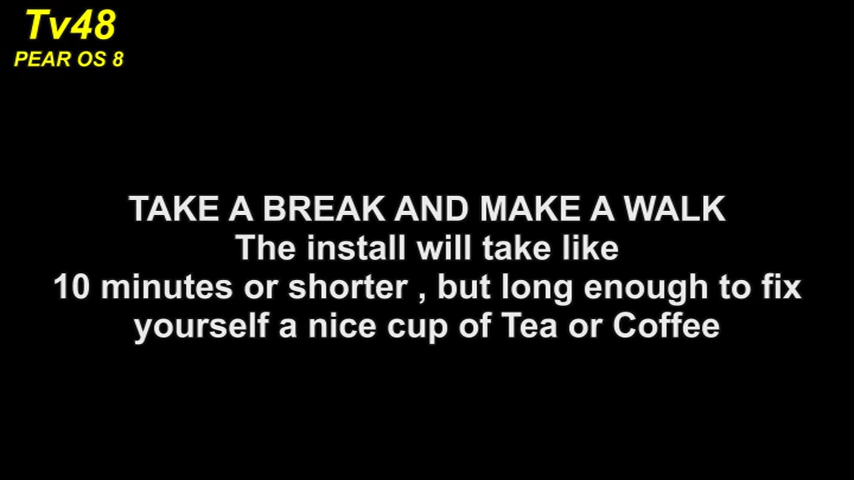 Tv48
PEAR OS 8
TAKE A BREAK AND MAKE A WALK
The install will take like
10 minutes or shorter , but long enough to fix
yourself a nice cup of Tea or Coffee